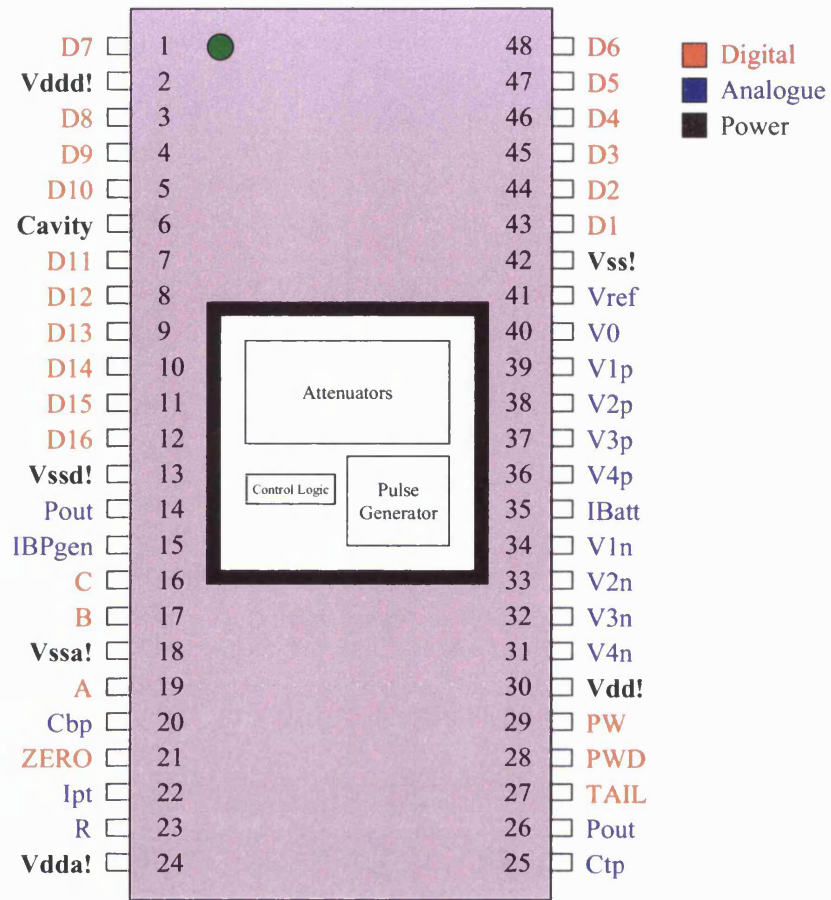 D7 1 48 D6
Vddd! 2 47 D5
D8 3 46 D4
D9 4 45 D3
D10 5 44 D2
Cavity 6 43 D1
D11 7 42 Vss!
D12 8 41 Vref
D13 9 40 V0
D14 10 39 V1p
D15 11 38 V2p
D16 12 37 V3p
Vssd! 13 36 V4p
Pout 14 35 IBatt
IBPgen 15 34 V1n
C 16 33 V2n
B 17 32 V3n
Vssa! 18 31 V4n
A 19 30 Vdd!
Cbp 20 29 PW
ZERO 21 28 PWD
Ipt 22 27 TAIL
R 23 26 Pout
Vdda! 24 25 Ctp
Attenuators
Control Logic
Pulse
Generator
Digital
Analogue
Power